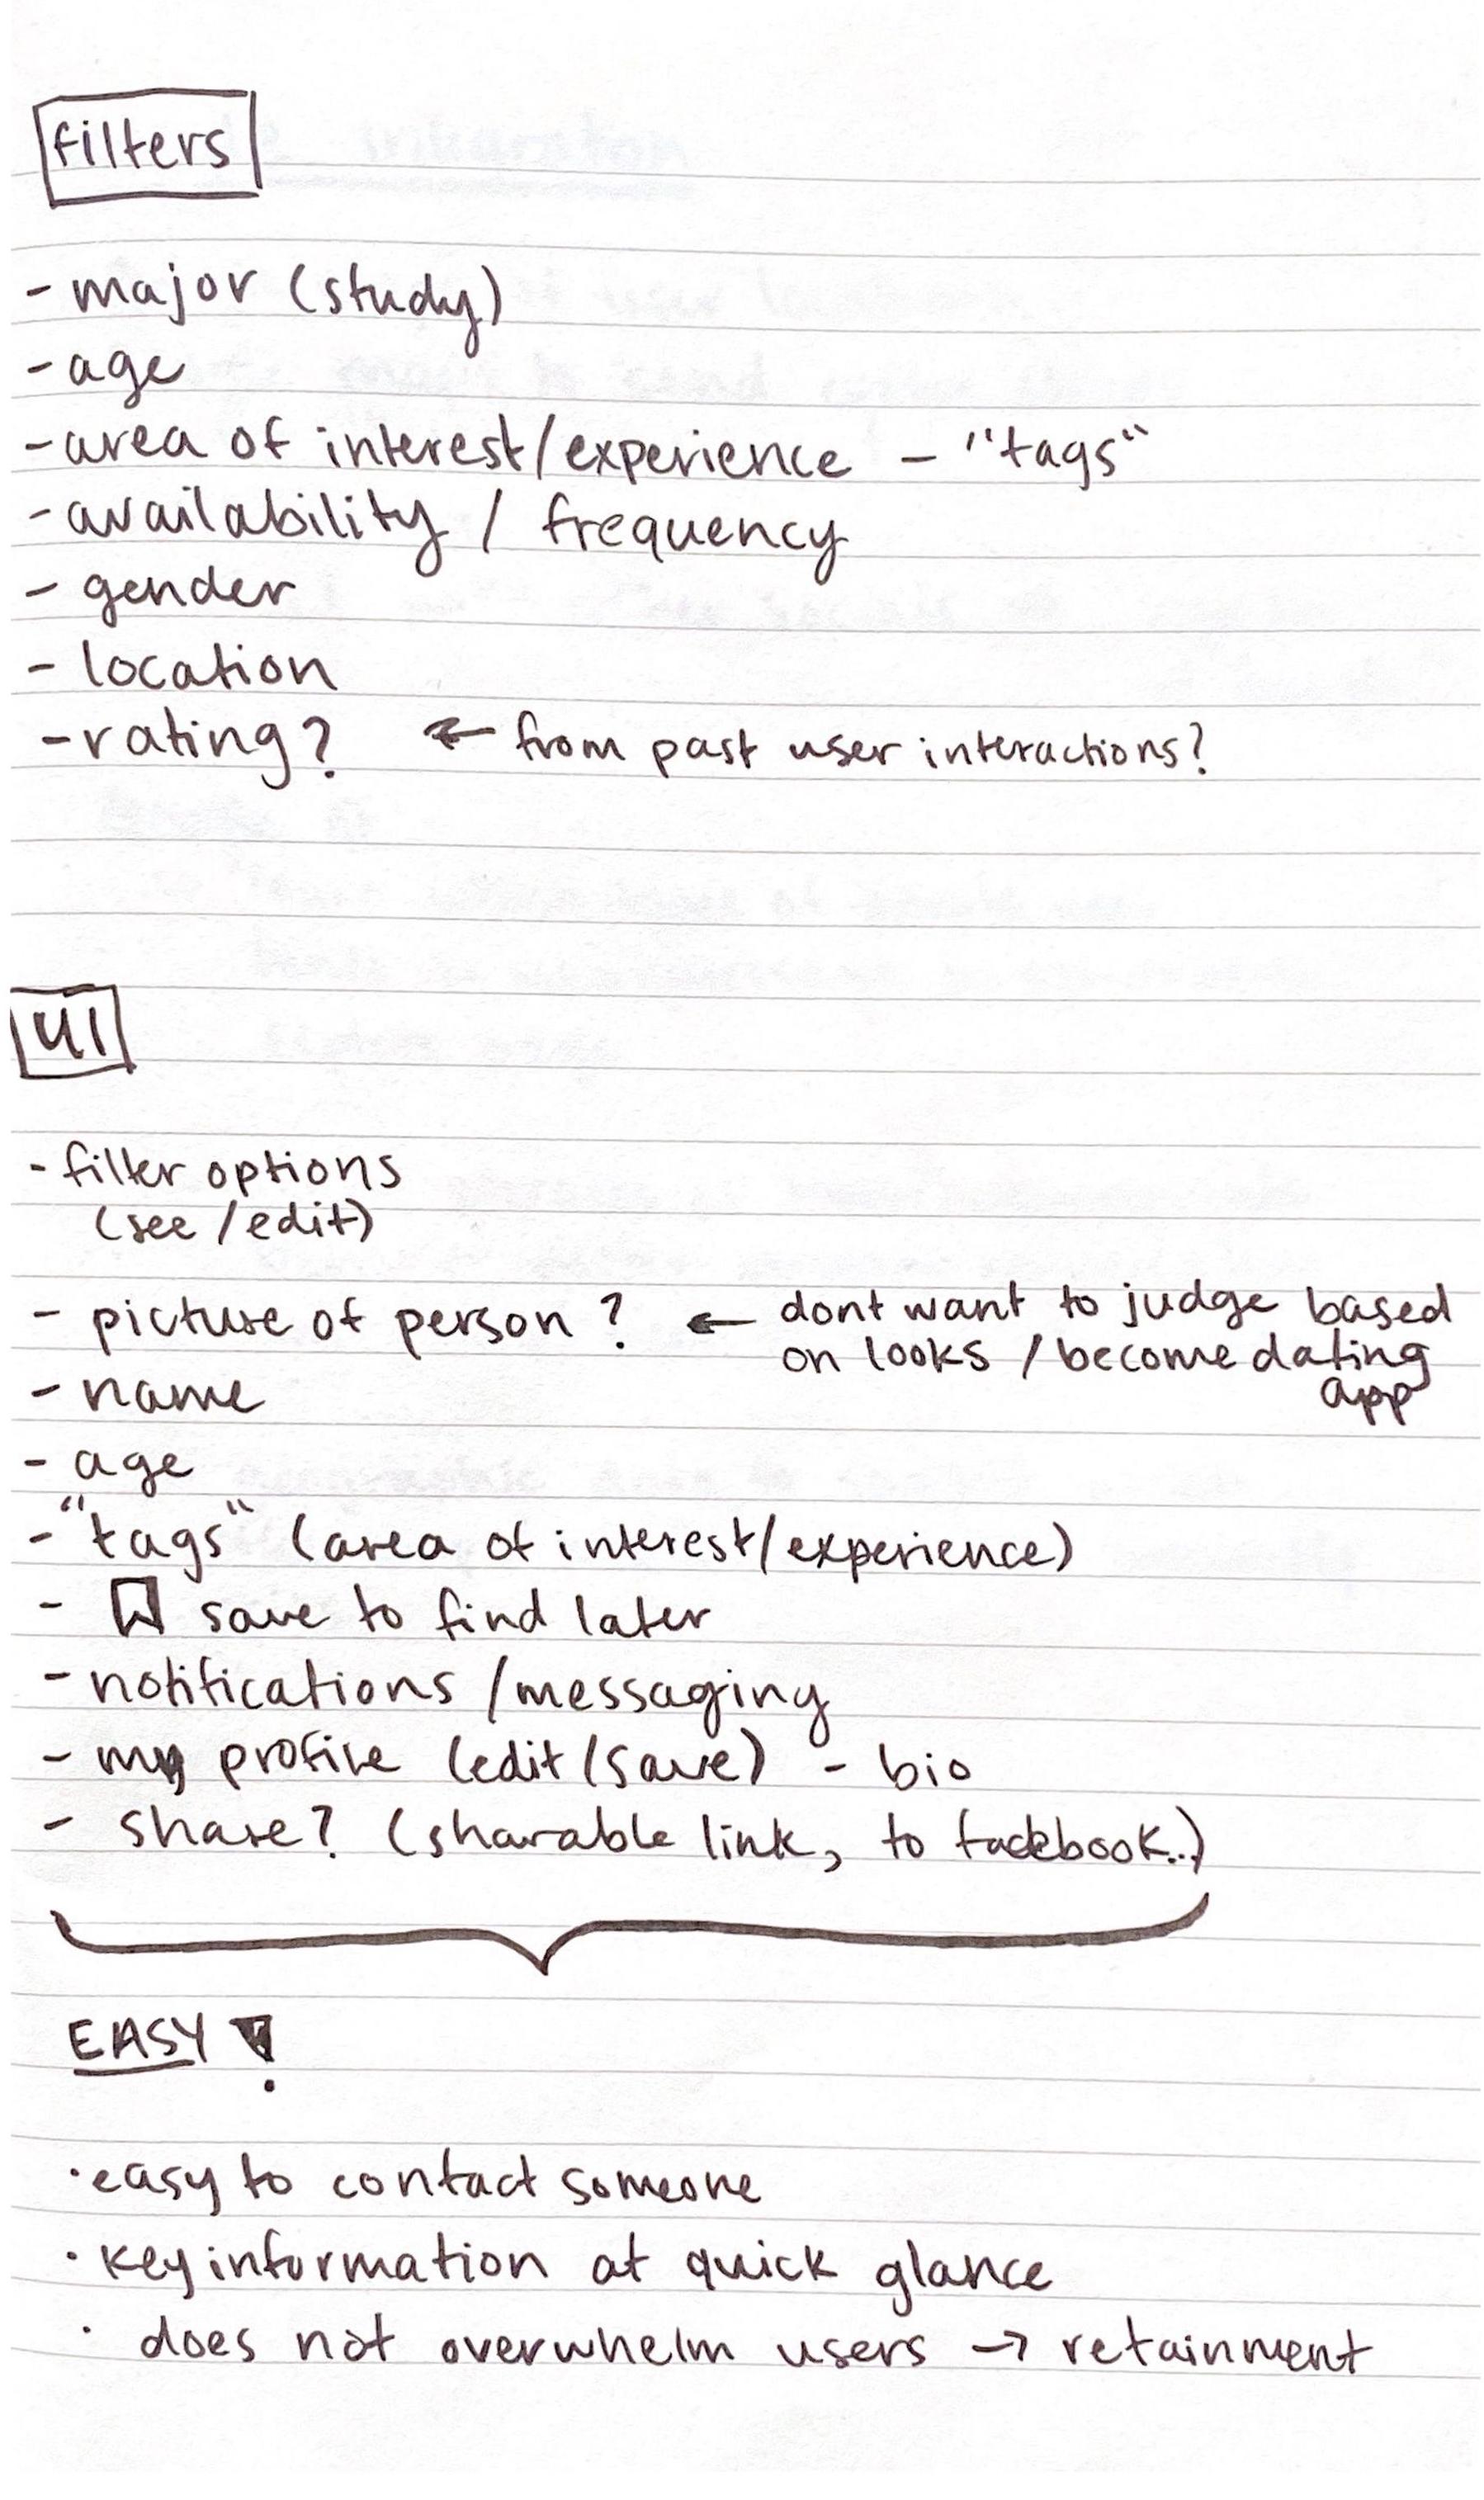 filters
- major (study)
- age
- area of interest/experience - "tags"
- availability / frequency
- gender
- location
- rating? ← from past user interactions?
UI
- filter options
(see/edit)
- picture of person? ← dont want to judge based
on looks / become dating
app
- name
- age
- "tags" (area of interest/experience)
- save to find later
- notifications /messaging
- my profile (edit/save) - bio
- share? (sharable link, to facebook..)
EASY!
· easy to contact someone
· key information at quick glance
· does not overwhelm users → retainment